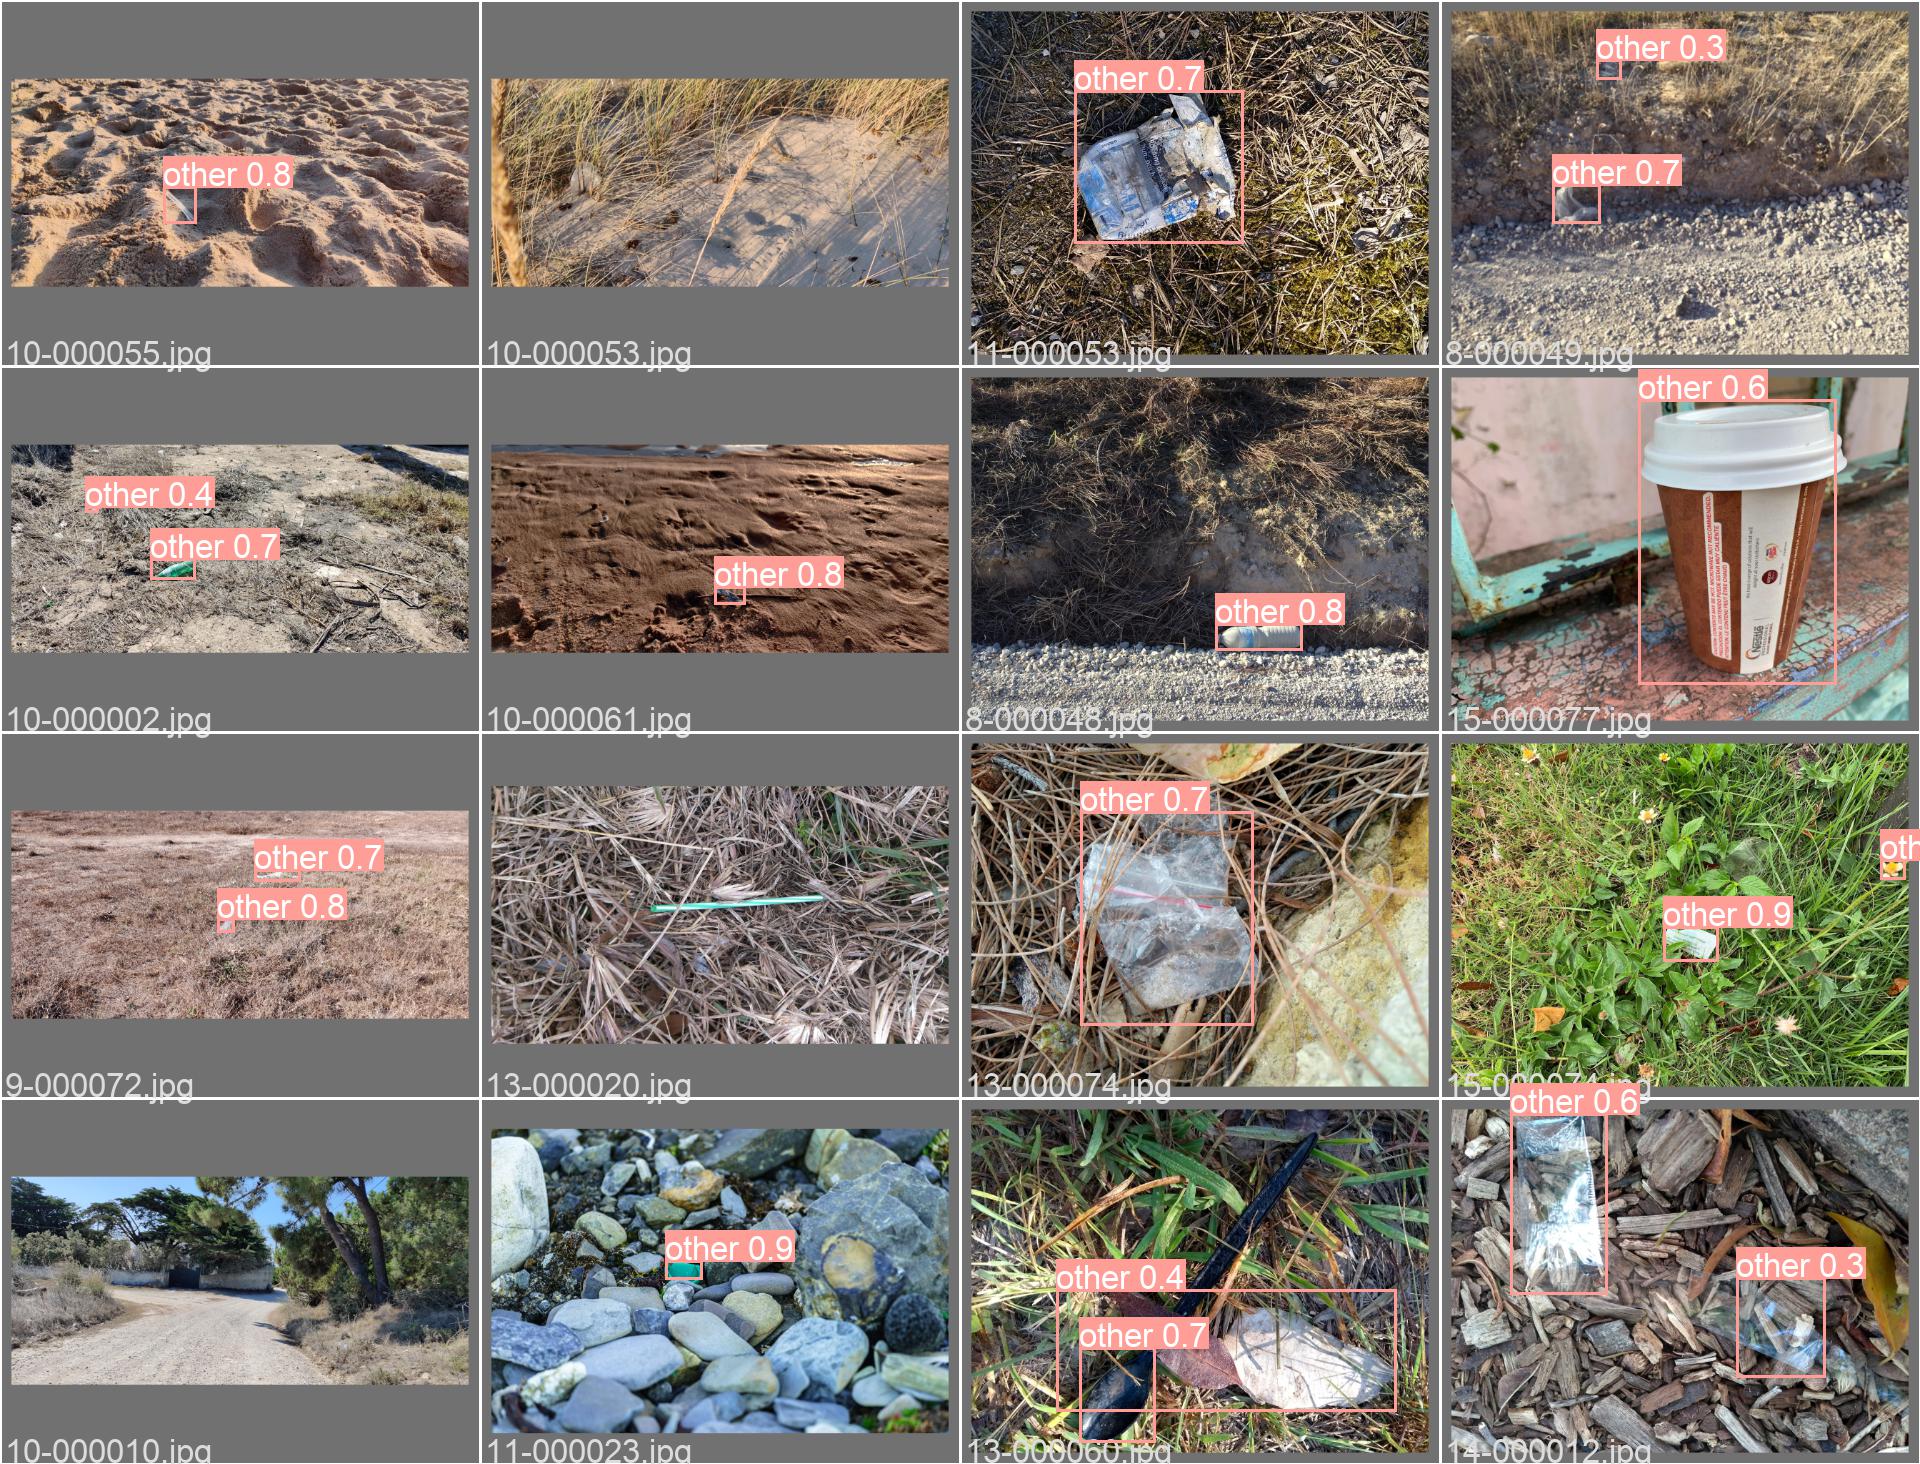 other 0.8
10-000055.jpg
10-000053.jpg
other 0.7
11-000053.jpg
other 0.3
other 0.7
8-000049.jpg
other 0.4
other 0.7
10-000002.jpg
other 0.8
10-000061.jpg
other 0.8
8-000048.jpg
other 0.6
Nestlé
15-000077.jpg
other 0.7
other 0.8
9-000072.jpg
13-000020.jpg
other 0.7
13-000074.jpg
oth
other 0.9
15-000074.jpg
10-000010.jpg
other 0.9
11-000023.jpg
other 0.4
other 0.7
13-000060.jpg
other 0.6
other 0.3
14-000012.jpg